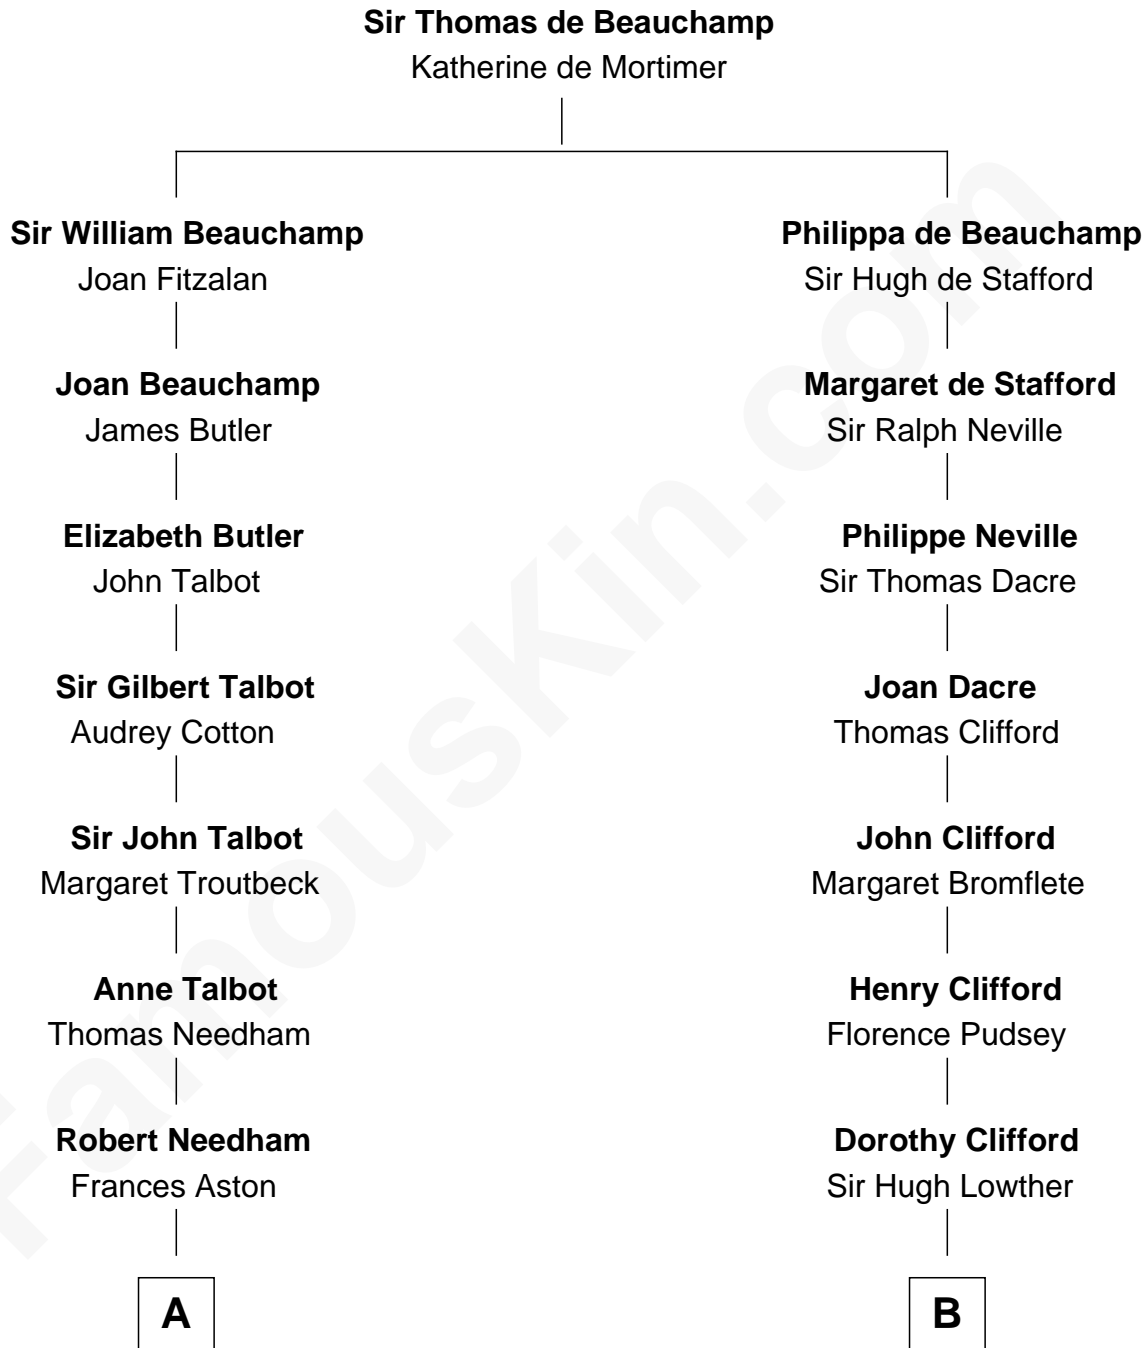 Sir Thomas de Beauchamp
Katherine de Mortimer
Sir William Beauchamp
Joan Fitzalan
Philippa de Beauchamp
Sir Hugh de Stafford
Joan Beauchamp
James Butler
Margaret de Stafford
Sir Ralph Neville
Elizabeth Butler
John Talbot
Philippe Neville
Sir Thomas Dacre
Sir Gilbert Talbot
Audrey Cotton
Joan Dacre
Thomas Clifford
Sir John Talbot
Margaret Troutbeck
John Clifford
Margaret Bromflete
Anne Talbot
Thomas Needham
Henry Clifford
Florence Pudsey
Robert Needham
Frances Aston
Dorothy Clifford
Sir Hugh Lowther
A
B
FamousKin.com